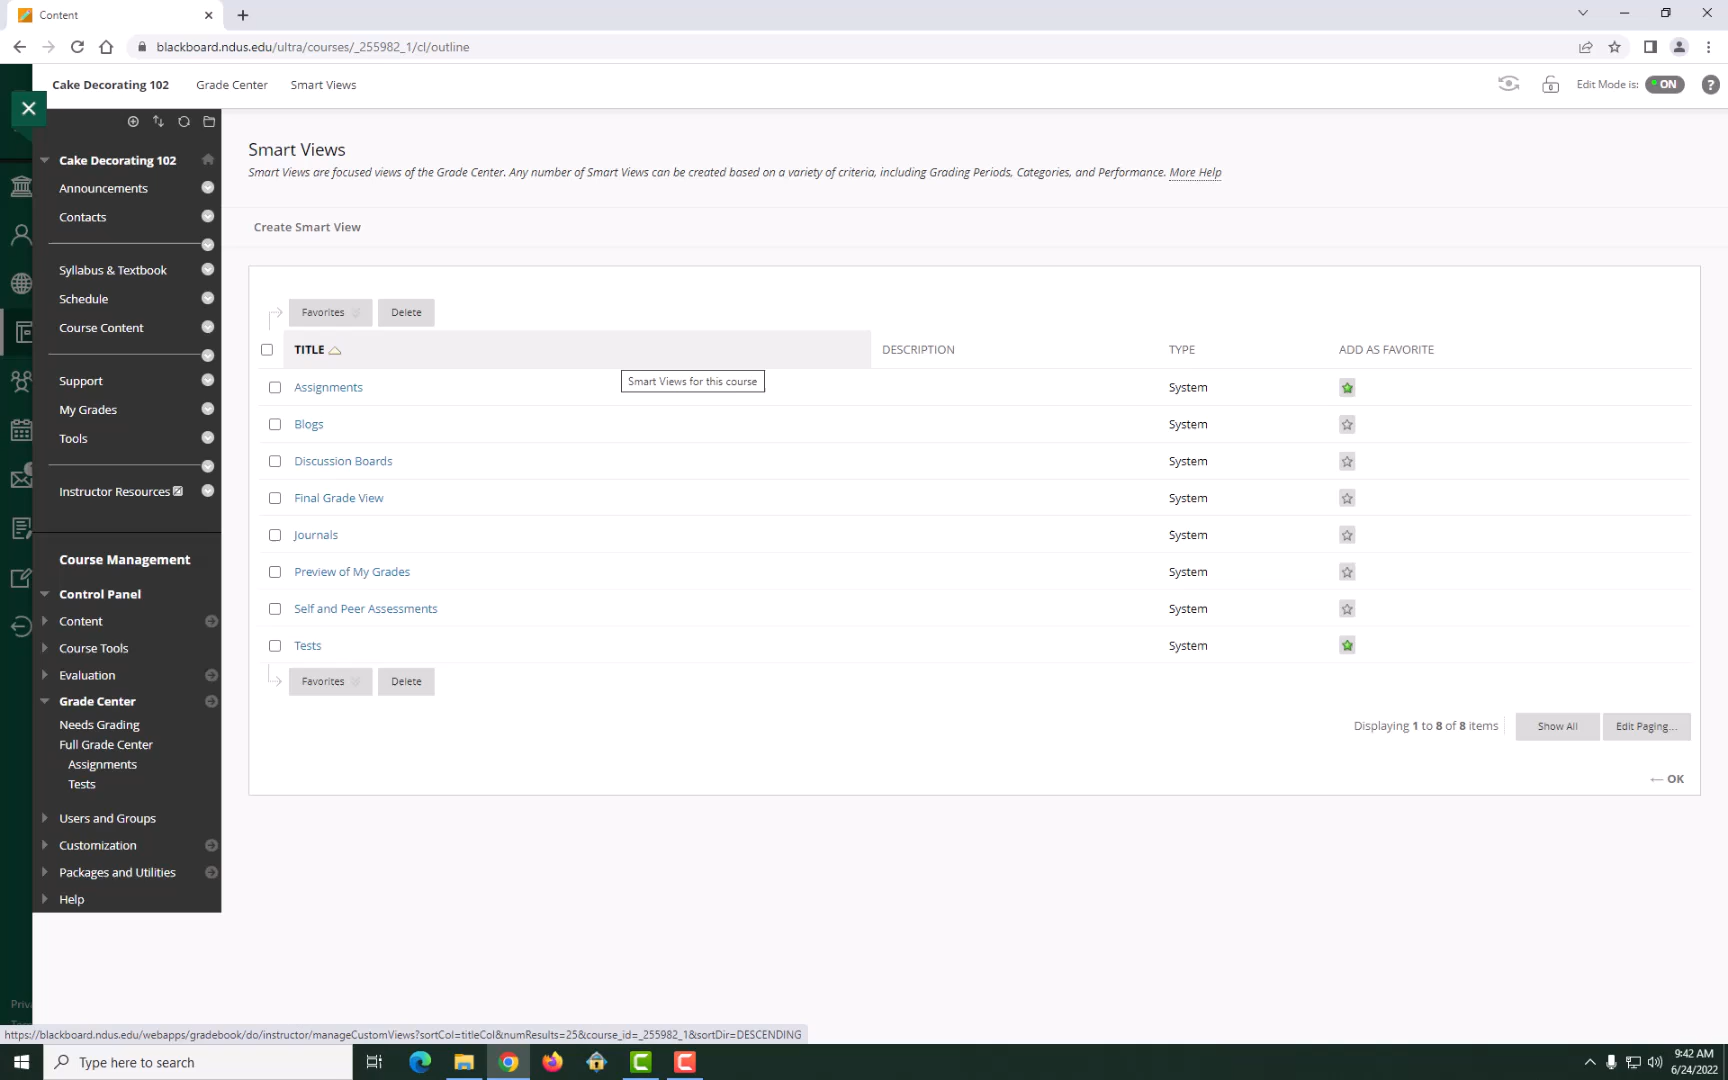 Content
blackboard.ndus.edu/ultra/courses/_255982_1/cl/outline
Cake Decorating 102
Grade Center
Smart Views
Edit Mode is:
ON
?
Cake Decorating 102
Announcements
Contacts
Syllabus & Textbook
Schedule
Course Content
Support
My Grades
Tools
Instructor Resources
Course Management
Control Panel
Content
Course Tools
Evaluation
Grade Center
Needs Grading
Full Grade Center
Assignments
Tests
Users and Groups
Customization
Packages and Utilities
Help
Smart Views
Smart Views are focused views of the Grade Center. Any number of Smart Views can be created based on a variety of criteria, including Grading Periods, Categories, and Performance. More Help
Create Smart View
Favorites
Delete
TITLE
DESCRIPTION
TYPE
ADD AS FAVORITE
Smart Views for this course
Assignments
System
Blogs
System
Discussion Boards
System
Final Grade View
System
Journals
System
Preview of My Grades
System
Self and Peer Assessments
System
Tests
System
Favorites
Delete
Displaying 1 to 8 of 8 items
Show All
Edit Paging...
← OK
https://blackboard.ndus.edu/webapps/gradebook/do/instructor/manageCustomViews?sortCol=titleCol&numResults=25&course_id=_255982_1&sortDir=DESCENDING
Type here to search
9:42 AM
6/24/2022